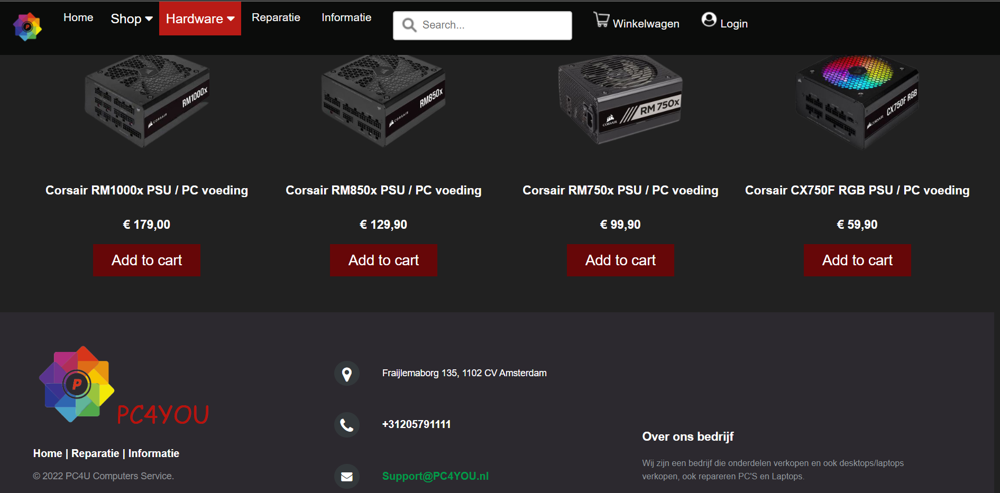 Home Shop Hardware Reparatie Informatie Search... Winkelwagen Login
RM1000x
CORSAIR
RM850x
CORSAIR
RM 750x
CORSAIR
CX750F RGB
CORSAIR
Corsair RM1000x PSU / PC voeding
Corsair RM850x PSU / PC voeding
Corsair RM750x PSU / PC voeding
Corsair CX750F RGB PSU / PC voeding
€ 179,00
€ 129,90
€ 99,90
€ 59,90
Add to cart
Add to cart
Add to cart
Add to cart
P
PC4YOU
Home | Reparatie | Informatie
© 2022 PC4U Computers Service.
Fraijlemaborg 135, 1102 CV Amsterdam
+31205791111
Support@PC4YOU.nl
Over ons bedrijf
Wij zijn een bedrijf die onderdelen verkopen en ook desktops/laptops
verkopen, ook repareren PC'S en Laptops.